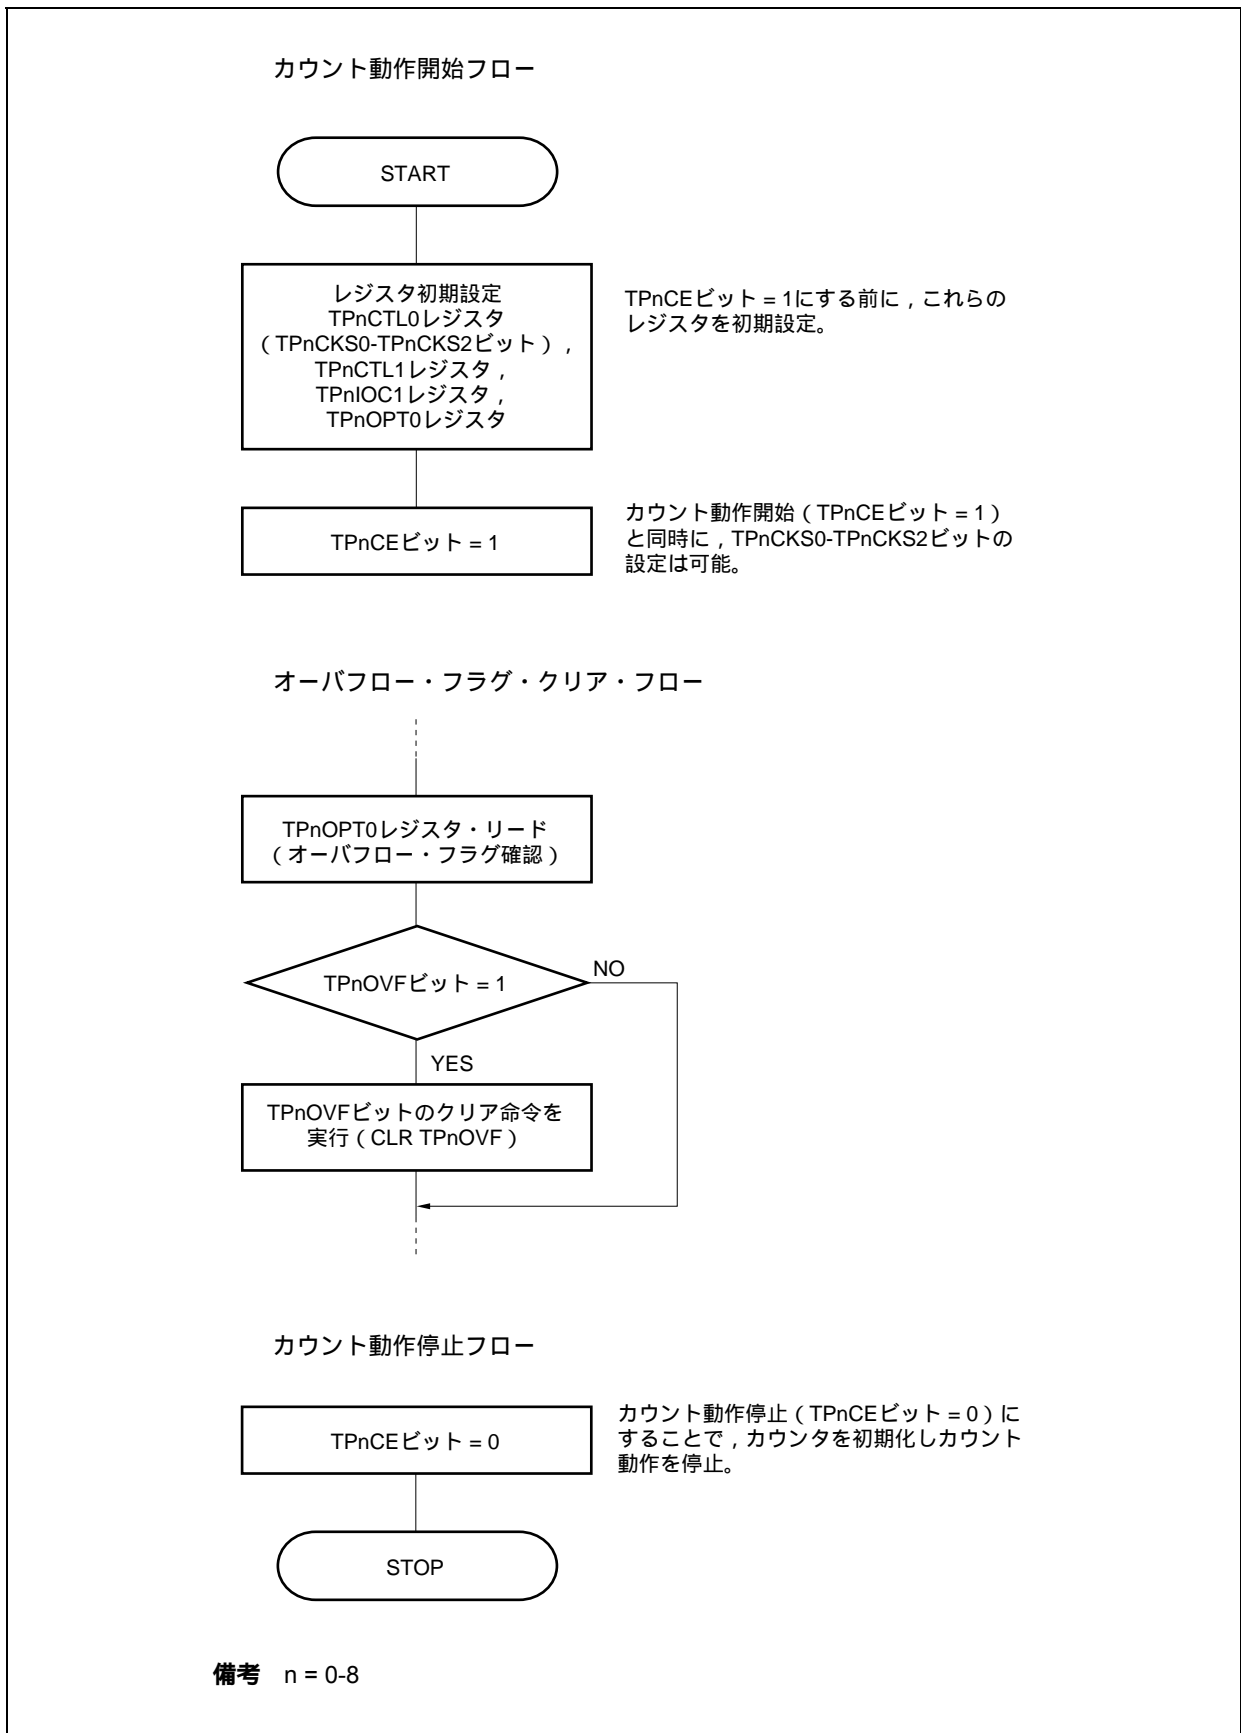 カウント動作開始フロー
START
レジスタ初期設定
TPnCTL0レジスタ
（TPnCKS0-TPnCKS2ビット），
TPnCTL1レジスタ，
TPnIOC1レジスタ，
TPnOPT0レジスタ
TPnCEビット = 1にする前に，これらの
レジスタを初期設定。
TPnCEビット = 1
カウント動作開始（TPnCEビット = 1）
と同時に，TPnCKS0-TPnCKS2ビットの
設定は可能。
オーバフロー・フラグ・クリア・フロー
TPnOPT0レジスタ・リード
（オーバフロー・フラグ確認）
TPnOVFビット = 1
NO
YES
TPnOVFビットのクリア命令を
実行（CLR TPnOVF）
カウント動作停止フロー
TPnCEビット = 0
カウント動作停止（TPnCEビット = 0）に
することで，カウンタを初期化しカウント
動作を停止。
STOP
備考 n = 0-8